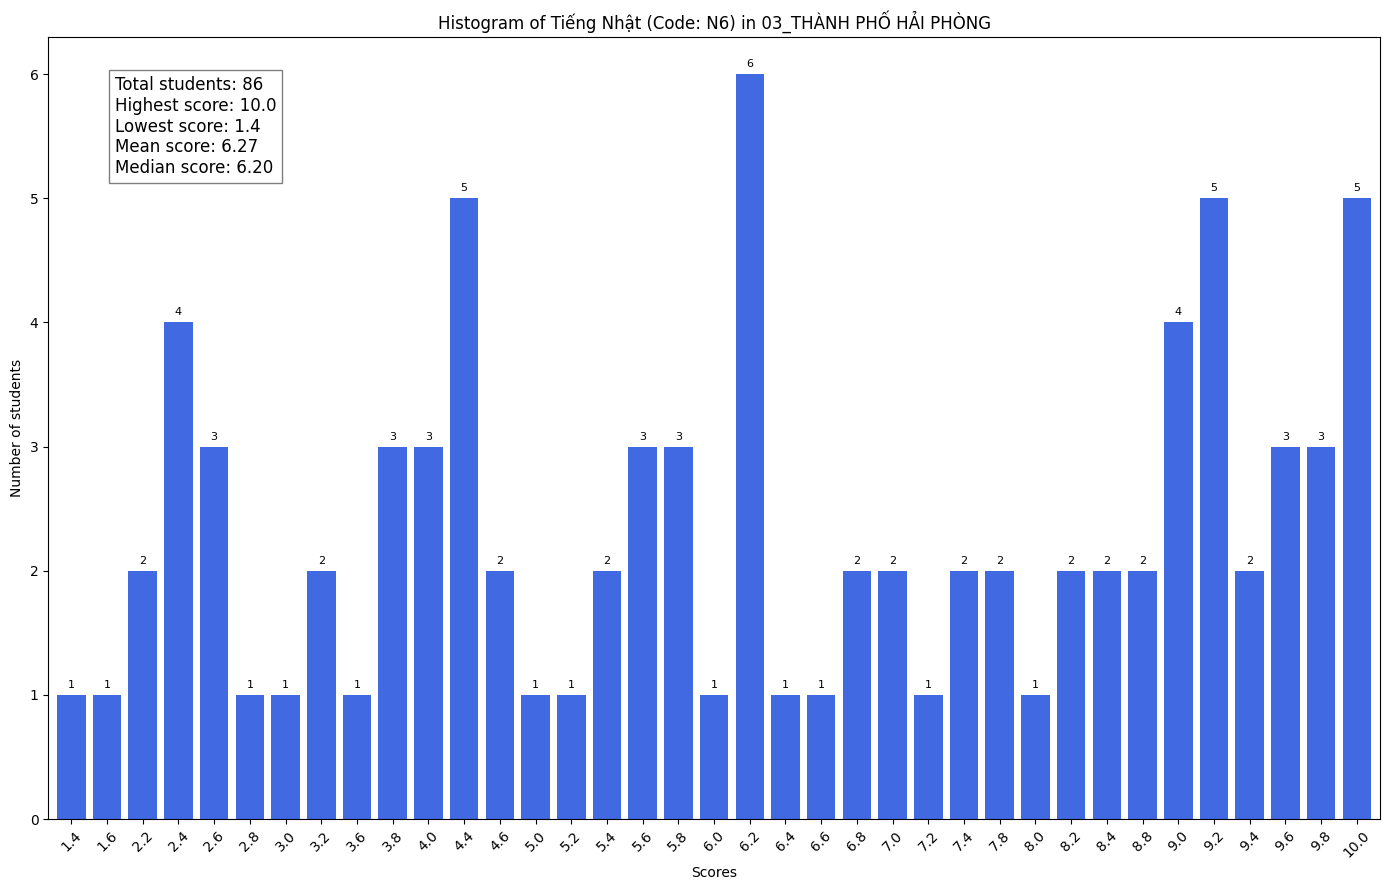 Histogram of Tiếng Nhật (Code: N6) in 03_THÀNH PHỐ HẢI PHÒNG
Total students: 86
Highest score: 10.0
Lowest score: 1.4
Mean score: 6.27
Median score: 6.20
Number of students
6
5
4
3
2
1
0
1 1 2 4 3 1 1 2 1 3 3 5 2 1 1 2 3 3 1 6 1 1 2 2 1 2 2 1 2 2 2 4 5 2 3 3 5
1.4 1.6 2.2 2.4 2.6 2.8 3.0 3.2 3.6 3.8 4.0 4.4 4.6 5.0 5.2 5.4 5.6 5.8 6.0 6.2 6.4 6.6 6.8 7.0 7.2 7.4 7.8 8.0 8.2 8.4 8.8 9.0 9.2 9.4 9.6 9.8 10.0
Scores